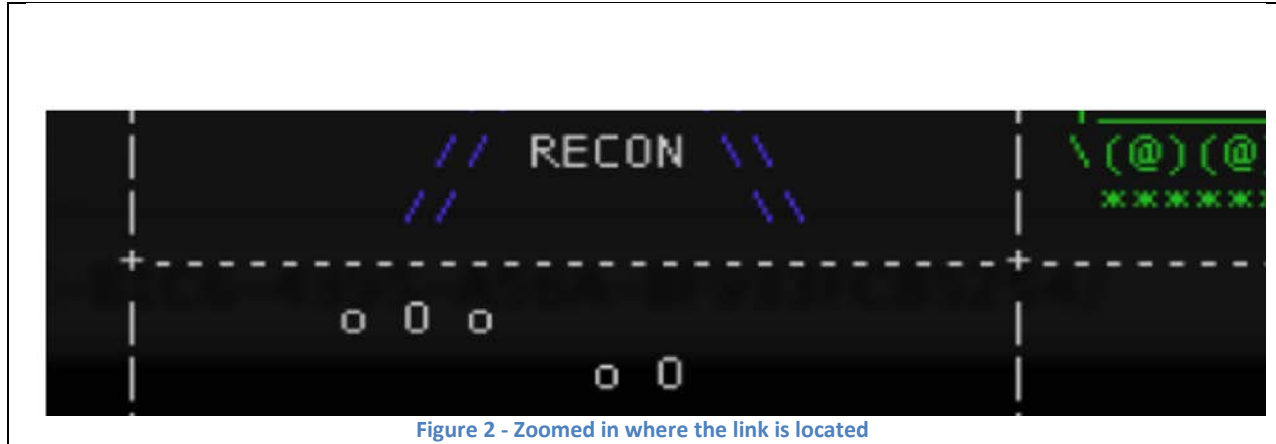 // RECON \\ \(@)(@)
// \\ ******
+---------------------------+--------
o O o
o O
Figure 2 - Zoomed in where the link is located